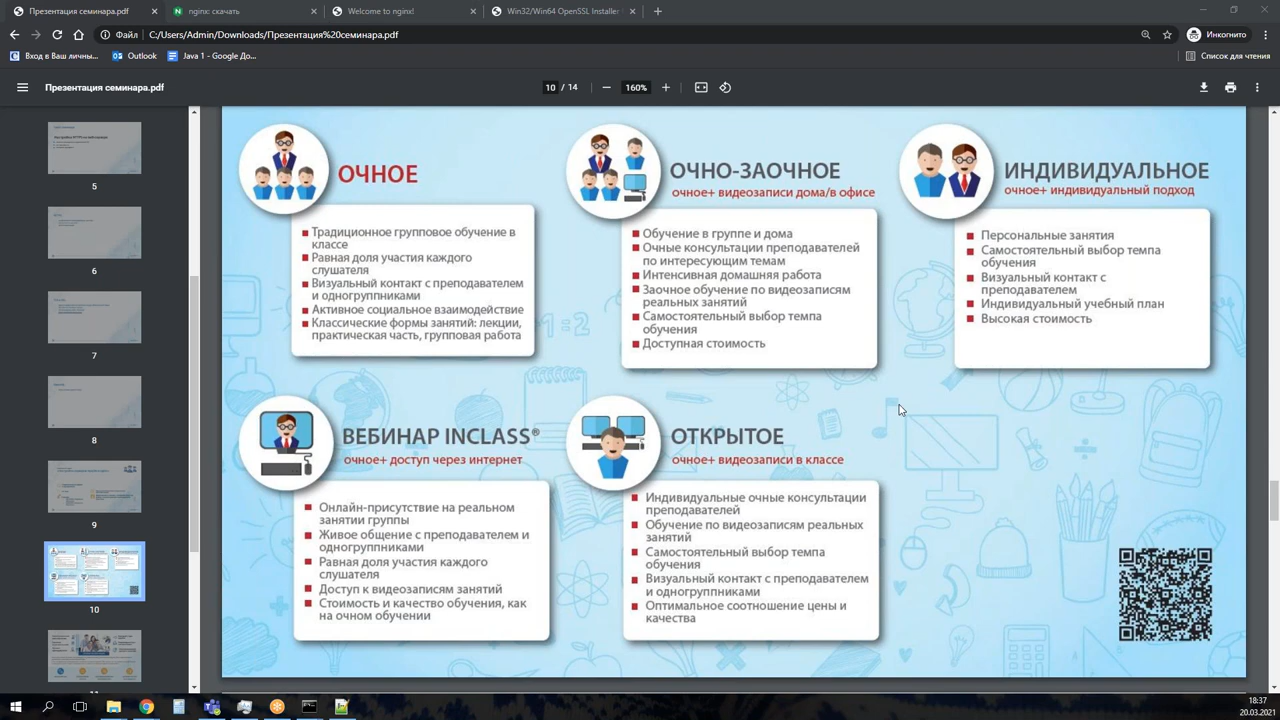 Презентация семинара.pdf
nginx: скачать
Welcome to nginx!
Win32/Win64 OpenSSL Installer
Файл
C:/Users/Admin/Downloads/Презентация%20семинара.pdf
Инкогнито
Вход в Ваш личны...
Outlook
Java 1 - Google До...
Список для чтения
Презентация семинара.pdf
10 / 14
160%
5
6
7
8
9
10
ОЧНОЕ
Традиционное групповое обучение в
классе
Равная доля участия каждого
слушателя
Визуальный контакт с преподавателем
и одногруппниками
Активное социальное взаимодействие
Классические формы занятий: лекции,
практическая часть, групповая работа
ОЧНО-ЗАОЧНОЕ
очное+ видеозаписи дома/в офисе
Обучение в группе и дома
Очные консультации преподавателей
по интересующим темам
Интенсивная домашняя работа
Заочное обучение по видеозаписям
реальных занятий
Самостоятельный выбор темпа
обучения
Доступная стоимость
ИНДИВИДУАЛЬНОЕ
очное+ индивидуальный подход
Персональные занятия
Самостоятельный выбор темпа
обучения
Визуальный контакт с
преподавателем
Индивидуальный учебный план
Высокая стоимость
ВЕБИНАР INCLASS®
очное+ доступ через интернет
Онлайн-присутствие на реальном
занятии группы
Живое общение с преподавателем и
одногруппниками
Равная доля участия каждого
слушателя
Доступ к видеозаписям занятий
Стоимость и качество обучения, как
на очном обучении
ОТКРЫТОЕ
очное+ видеозаписи в классе
Индивидуальные очные консультации
преподавателей
Обучение по видеозаписям реальных
занятий
Самостоятельный выбор темпа
обучения
Визуальный контакт с преподавателем
и одногруппниками
Оптимальное соотношение цены и
качества
18:37
20.03.2021